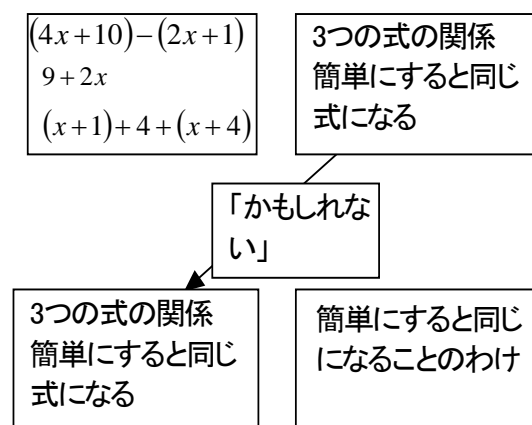 (4x+10)−(2x+1)
9+2x
(x+1)+4+(x+4)
3つの式の関係
簡単にすると同じ
式になる
「かもしれな
い」
3つの式の関係
簡単にすると同じ
式になる
簡単にすると同じ
になることのわけ